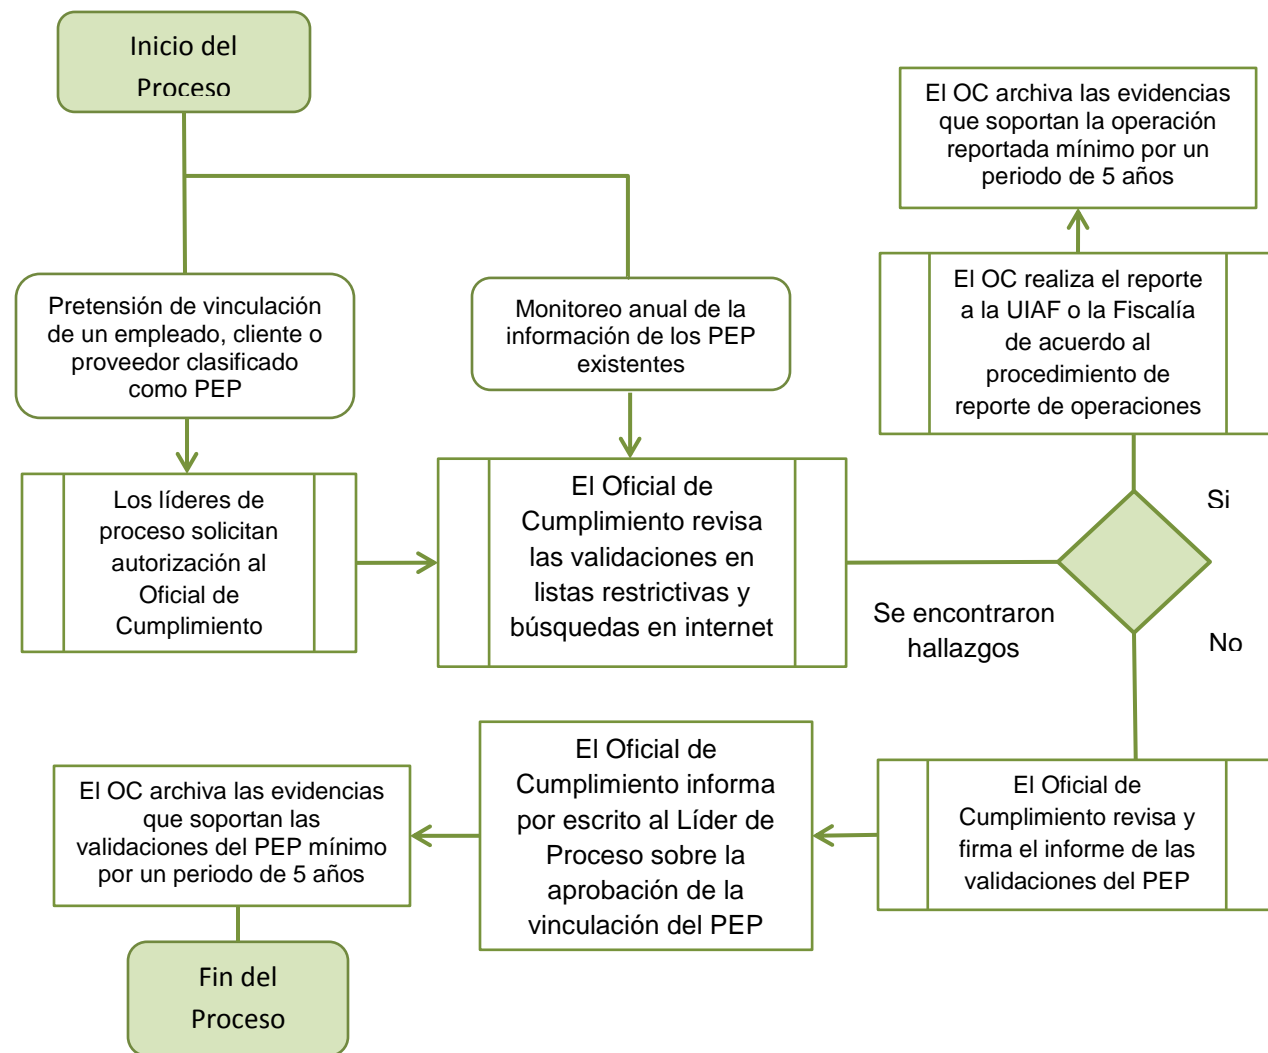 Inicio del
Proceso
El OC archiva las evidencias
que soportan la operación
reportada mínimo por un
periodo de 5 años
Pretensión de vinculación
de un empleado, cliente o
proveedor clasificado
como PEP
Monitoreo anual de la
información de los PEP
existentes
El OC realiza el reporte
a la UIAF o la Fiscalía
de acuerdo al
procedimiento de
reporte de operaciones
Los líderes de
proceso solicitan
autorización al
Oficial de
Cumplimiento
El Oficial de
Cumplimiento revisa
las validaciones en
listas restrictivas y
búsquedas en internet
Se encontraron
hallazgos
Si
No
El OC archiva las evidencias
que soportan las
validaciones del PEP mínimo
por un periodo de 5 años
El Oficial de
Cumplimiento informa
por escrito al Líder de
Proceso sobre la
aprobación de la
vinculación del PEP
El Oficial de
Cumplimiento revisa y
firma el informe de las
validaciones del PEP
Fin del
Proceso